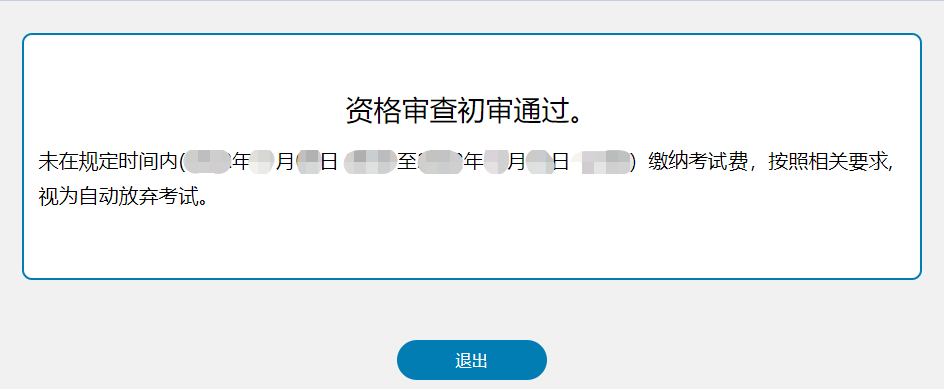 资格审查初审通过。
未在规定时间内(年月日 至年月日 ) 缴纳考试费，按照相关要求,
视为自动放弃考试。
退出